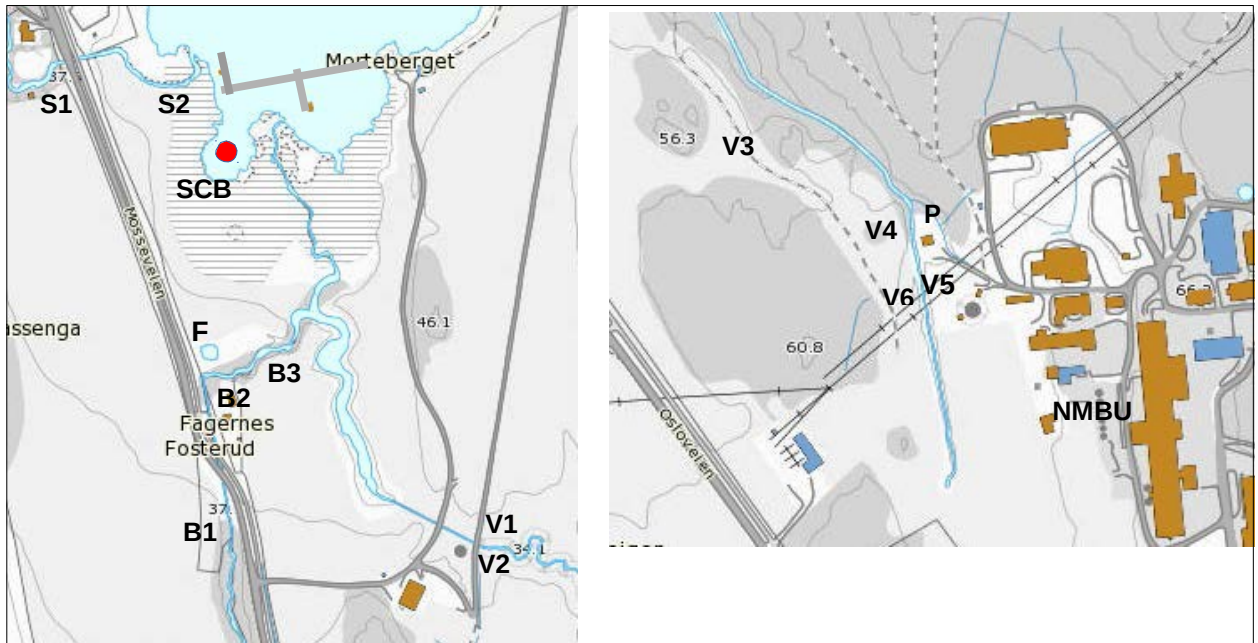 Morteberget
37.
S1
S2
SCB
Mosseveien
assenga
F
46.1
B3
B2
Fagernes
Fosterud
37.
B1
V1
34.1
V2
56.3
V3
P
V4
V5
V6
60.8
NMBU
Osloveien